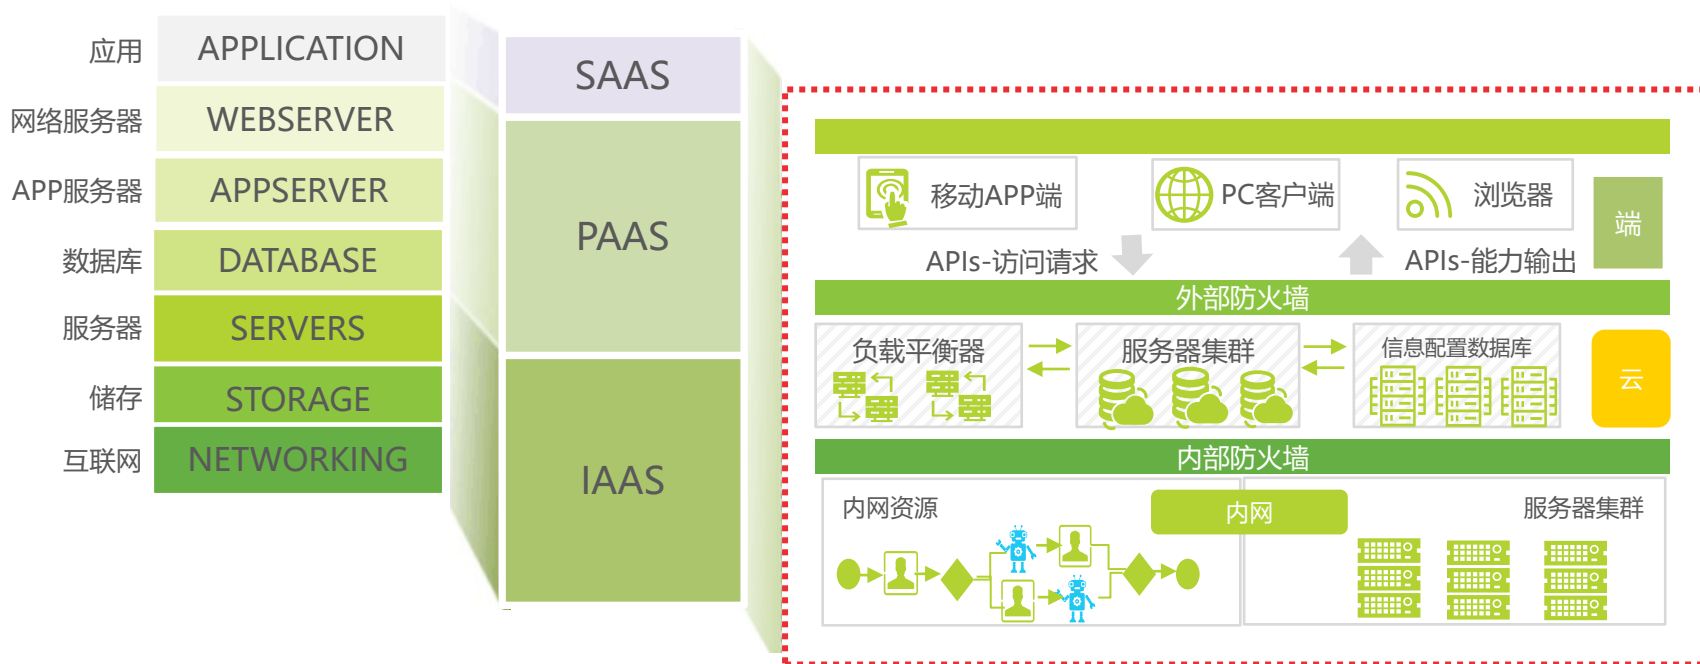 应用
APPLICATION
网络服务器
WEBSERVER
APP服务器
APPSERVER
数据库
DATABASE
服务器
SERVERS
储存
STORAGE
互联网
NETWORKING
SAAS
PAAS
IAAS
移动APP端
PC客户端
浏览器
端
APIs-访问请求
APIs-能力输出
外部防火墙
负载平衡器
服务器集群
信息配置数据库
云
内部防火墙
内网资源
内网
服务器集群